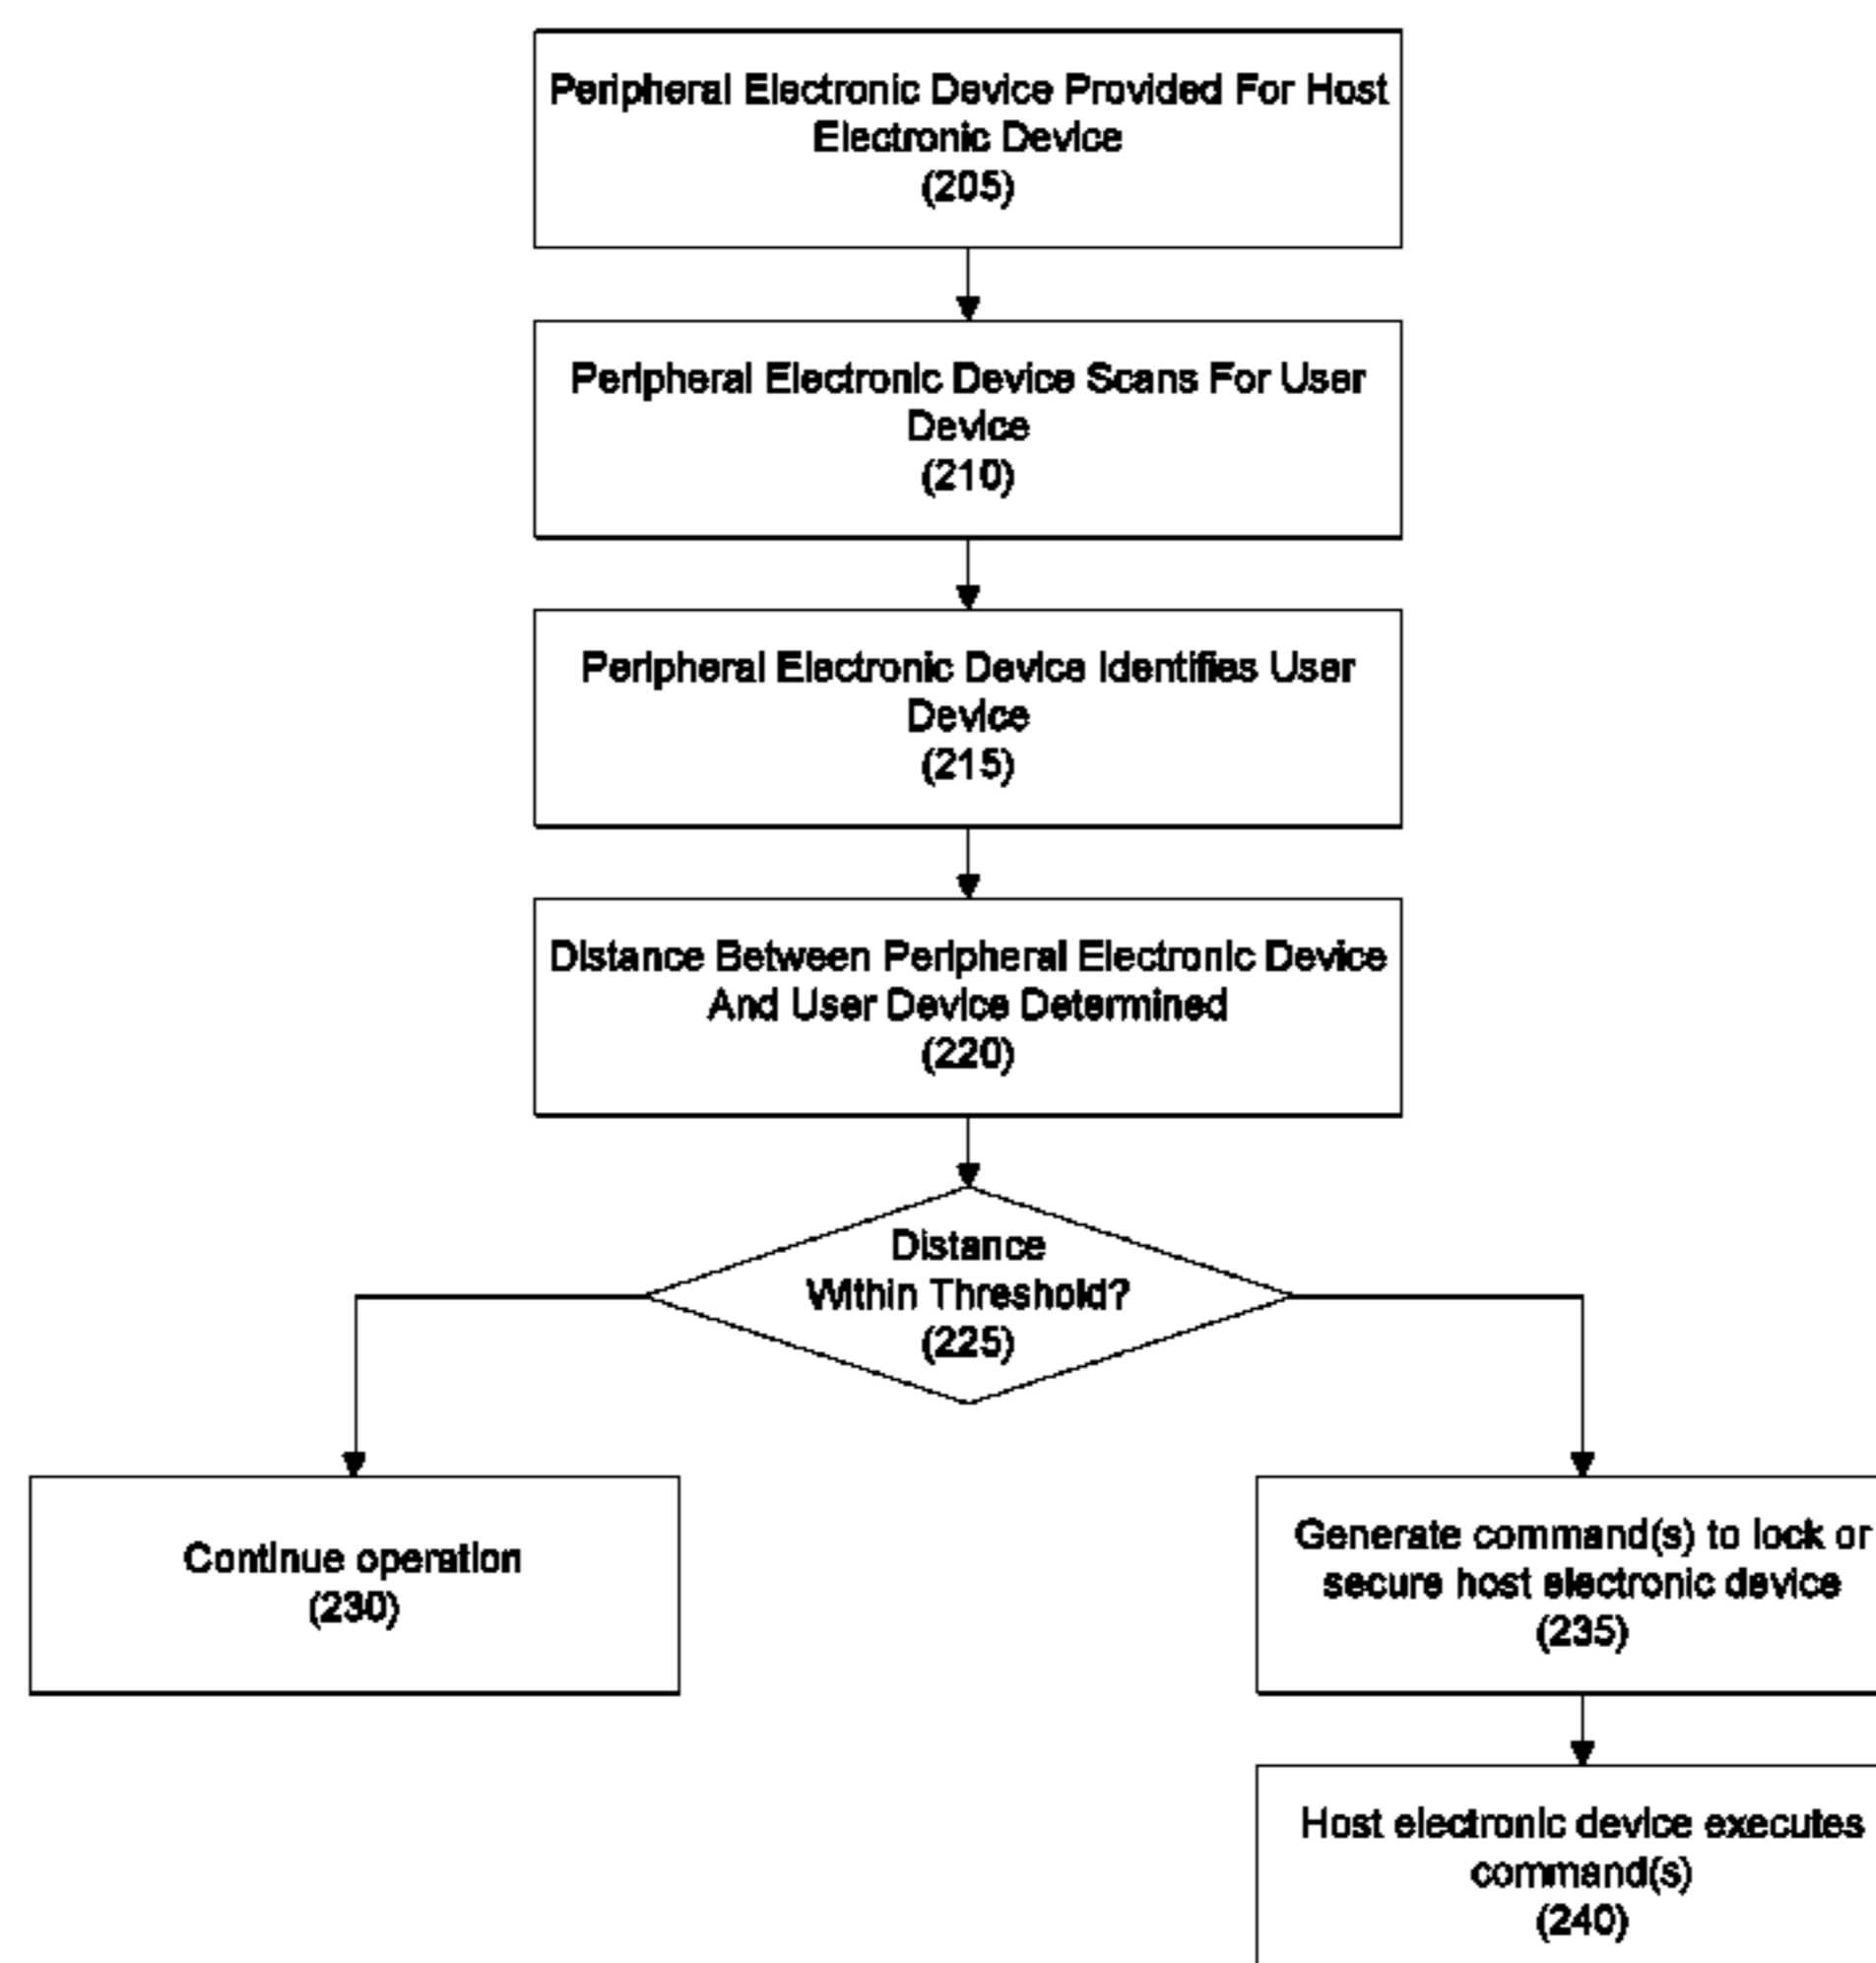 Peripheral Electronic Device Provided For Host
Electronic Device
(205)
Peripheral Electronic Device Scans For User
Device
(210)
Peripheral Electronic Device Identifies User
Device
(215)
Distance Between Peripheral Electronic Device
And User Device Determined
(220)
Distance
Within Threshold?
(225)
Continue operation
(230)
Generate command(s) to lock or
secure host electronic device
(235)
Host electronic device executes
command(s)
(240)